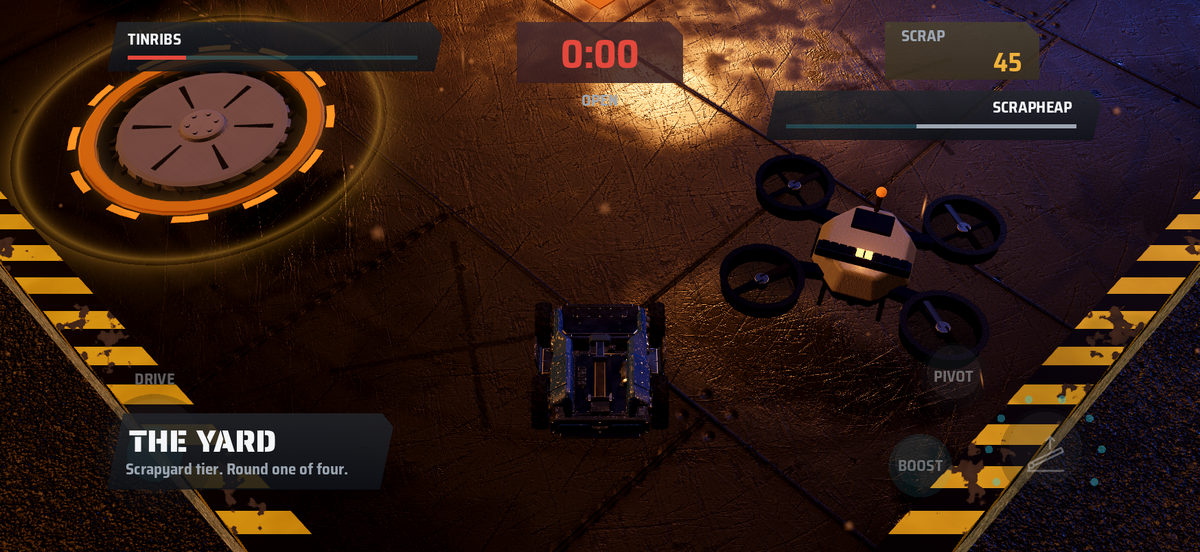 TINRIBS
0:00
OPEN
SCRAP
45
SCRAPHEAP
DRIVE
THE YARD
Scrapyard tier. Round one of four.
PIVOT
BOOST